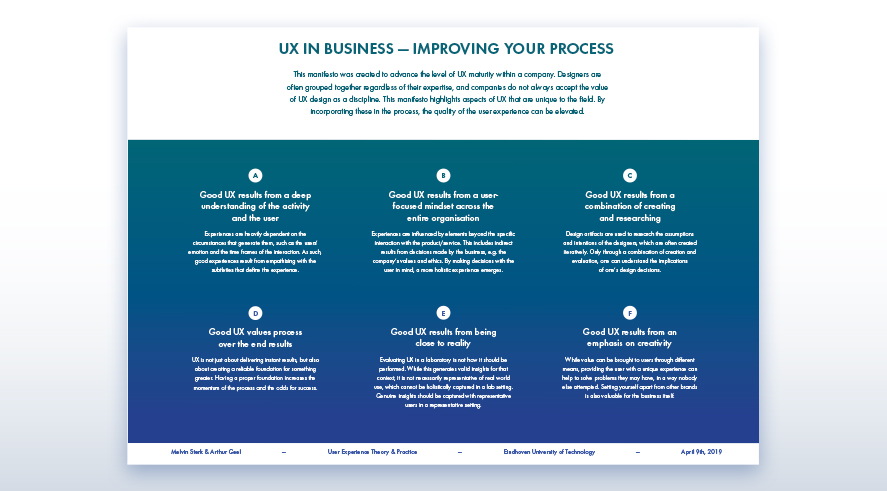 UX IN BUSINESS — IMPROVING YOUR PROCESS
This manifesto was created to advance the level of UX maturity within a company. Designers are
often grouped together regardless of their expertise, and companies do not always accept the value
of UX design as a discipline. This manifesto highlights aspects of UX that are unique to the field. By
incorporating these in the process, the quality of the user experience can be elevated.
A
Good UX results from a deep
understanding of the activity
and the user
Experiences are heavily dependent on the
circumstances that generate them, such as the users'
emotion and the time frames of the interaction. As such,
good experiences result from empathising with the
subtleties that define the experience.
B
Good UX results from a user-
focused mindset across the
entire organisation
Experiences are influenced by elements beyond the specific
interaction with the product/service. This includes indirect
results from decisions made by the business, e.g. the
company's values and ethics. By making decisions with the
user in mind, a more holistic experience emerges.
C
Good UX results from a
combination of creating
and researching
Design artifacts are used to research the assumptions
and intentions of the designers, which are often created
iteratively. Only through a combination of creation and
evaluation, one can understand the implications
of one's design decisions.
D
Good UX values process
over the end results
UX is not just about delivering instant results, but also
about creating a reliable foundation for something
greater. Having a proper foundation increases the
momentum of the process and the odds for success.
E
Good UX results from being
close to reality
Evaluating UX in a laboratory is not how it should be
performed. While this generates valid insights for that
context, it is not necessarily representative of real world
use, which cannot be holistically captured in a lab setting.
Genuine insights should be captured with representative
users in a representative setting.
F
Good UX results from an
emphasis on creativity
While value can be brought to users through different
means, providing the user with a unique experience can
help to solve problems they may have, in a way nobody
else attempted. Setting yourself apart from other brands
is also valuable for the business itself.
Melvin Sterk & Arthur Geel — User Experience Theory & Practice — Eindhoven University of Technology — April 9th, 2019